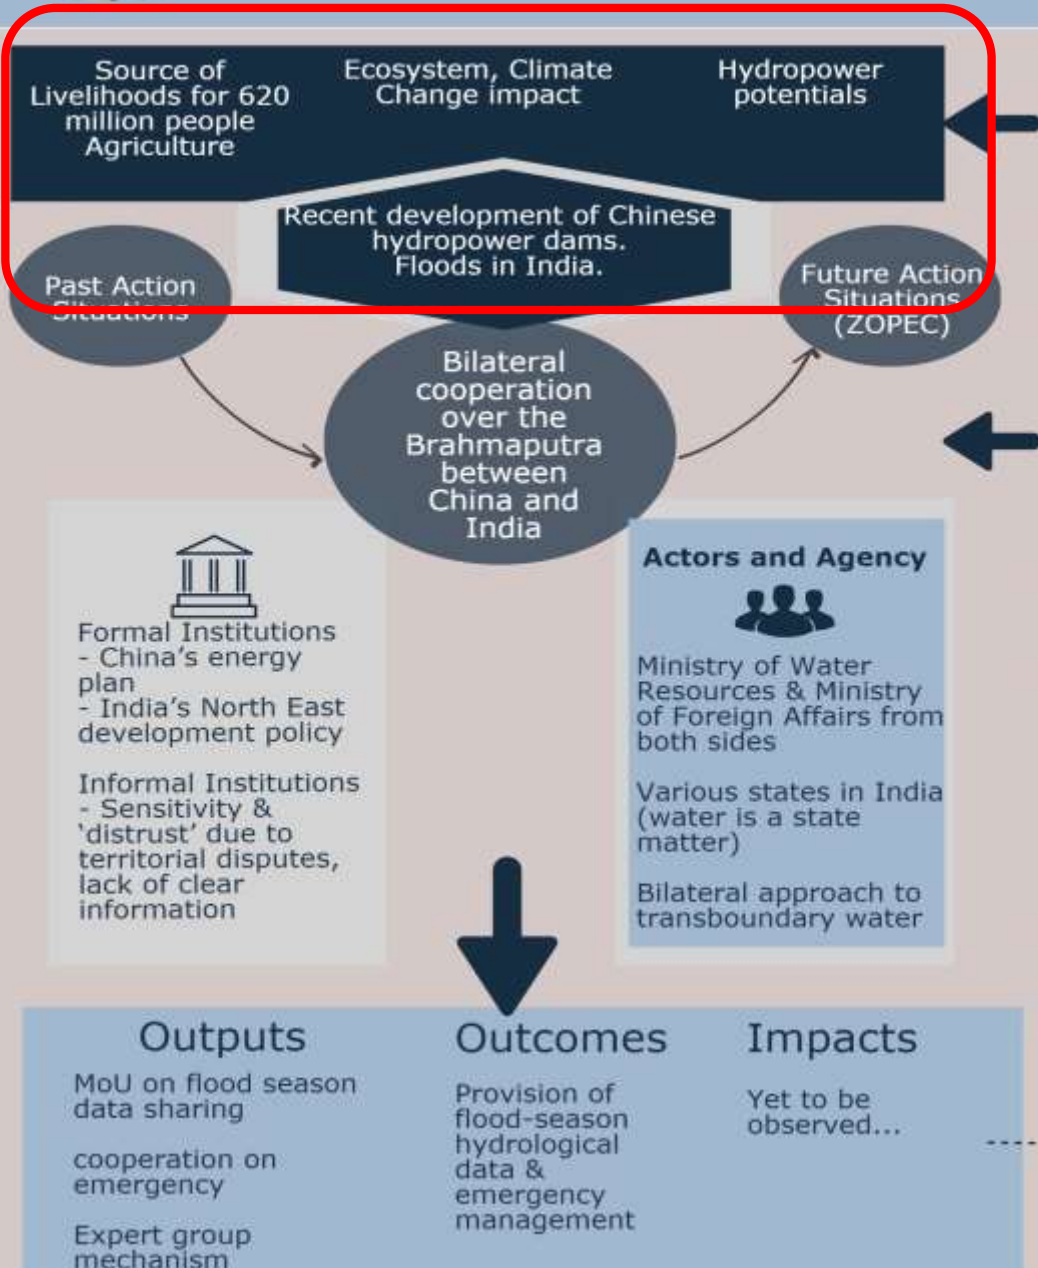 Source of
Livelihoods for 620
million people
Agriculture
Ecosystem, Climate
Change impact
Hydropower
potentials
Recent development of Chinese
hydropower dams.
Floods in India.
Past Action
Situations
Future Action
Situations
(ZOPEC)
Bilateral
cooperation
over the
Brahmaputra
between
China and
India
Formal Institutions
- China’s energy
plan
- India’s North East
development policy
Informal Institutions
- Sensitivity &
‘distrust’ due to
territorial disputes,
lack of clear
information
Actors and Agency
Ministry of Water
Resources & Ministry
of Foreign Affairs from
both sides
Various states in India
(water is a state
matter)
Bilateral approach to
transboundary water
Outputs
MoU on flood season
data sharing
cooperation on
emergency
Expert group
mechanism
Outcomes
Provision of
flood-season
hydrological
data &
emergency
management
Impacts
Yet to be
observed...